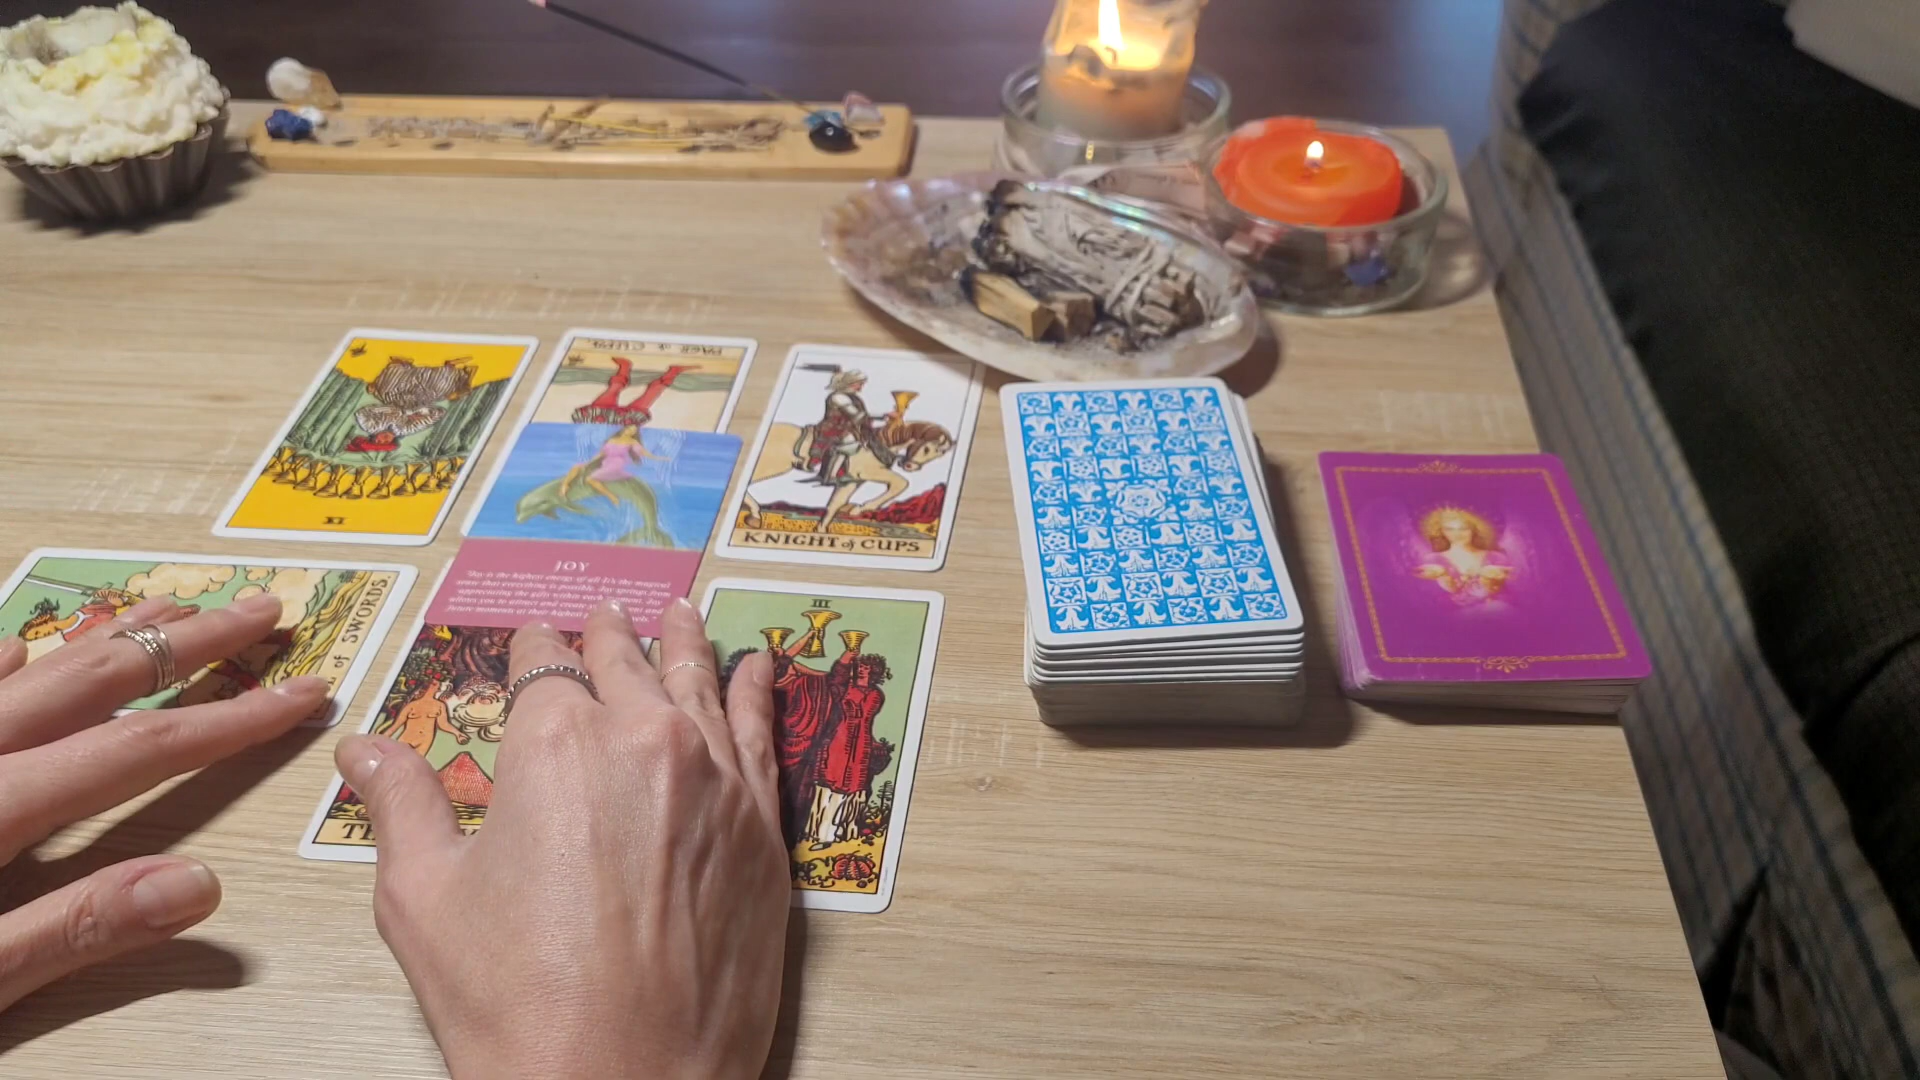 PAGE of CUPS
IX
KNIGHT of CUPS
JOY
"Joy is the highest energy of all. It's the magical
sense that everything is possible. Joy springs from
appreciating the gifts within each moment. Joy
allows you to attract and create
future moments at their highest
of SWORDS
III
TH